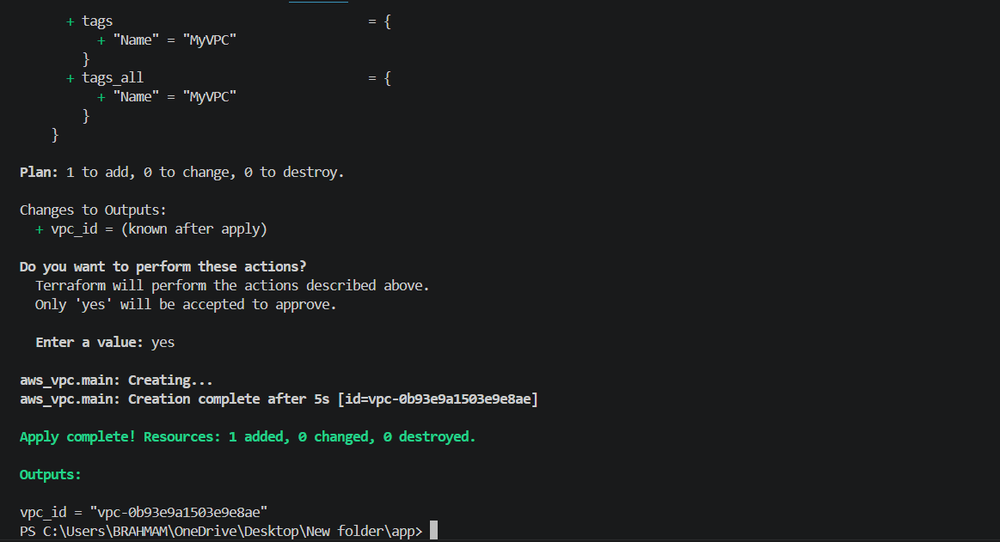 + tags = {
+ "Name" = "MyVPC"
}
+ tags_all = {
+ "Name" = "MyVPC"
}
}
Plan: 1 to add, 0 to change, 0 to destroy.
Changes to Outputs:
+ vpc_id = (known after apply)
Do you want to perform these actions?
Terraform will perform the actions described above.
Only 'yes' will be accepted to approve.
Enter a value: yes
aws_vpc.main: Creating...
aws_vpc.main: Creation complete after 5s [id=vpc-0b93e9a1503e9e8ae]
Apply complete! Resources: 1 added, 0 changed, 0 destroyed.
Outputs:
vpc_id = "vpc-0b93e9a1503e9e8ae"
PS C:\Users\BRAHMAM\OneDrive\Desktop\New folder\app>